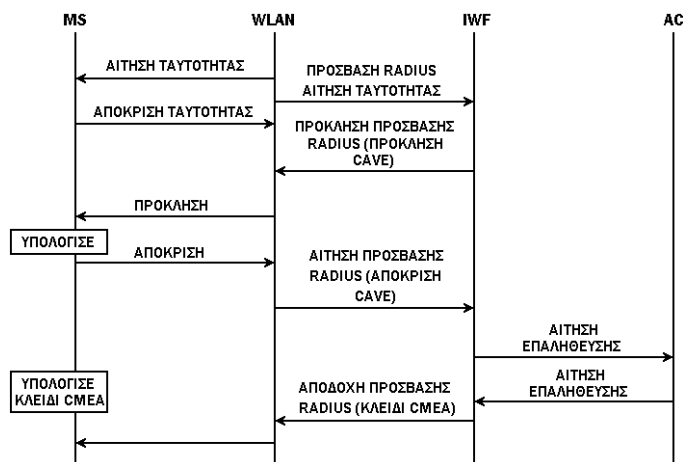 MS WLAN IWF AC
ΑΙΤΗΣΗ ΤΑΥΤΟΤΗΤΑΣ
ΠΡΟΣΒΑΣΗ RADIUS
ΑΙΤΗΣΗ ΤΑΥΤΟΤΗΤΑΣ
ΑΠΟΚΡΙΣΗ ΤΑΥΤΟΤΗΤΑΣ
ΠΡΟΚΛΗΣΗ ΠΡΟΣΒΑΣΗΣ
RADIUS (ΠΡΟΚΛΗΣΗ
CAVE)
ΠΡΟΚΛΗΣΗ
ΥΠΟΛΟΓΙΣΕ
ΑΠΟΚΡΙΣΗ
ΑΙΤΗΣΗ ΠΡΟΣΒΑΣΗΣ
RADIUS (ΑΠΟΚΡΙΣΗ
CAVE)
ΑΙΤΗΣΗ
ΕΠΑΛΗΘΕΥΣΗΣ
ΥΠΟΛΟΓΙΣΕ
ΚΛΕΙΔΙ CMEA
ΑΠΟΔΟΧΗ ΠΡΟΣΒΑΣΗΣ
RADIUS (ΚΛΕΙΔΙ CMEA)
ΑΙΤΗΣΗ
ΕΠΑΛΗΘΕΥΣΗΣ